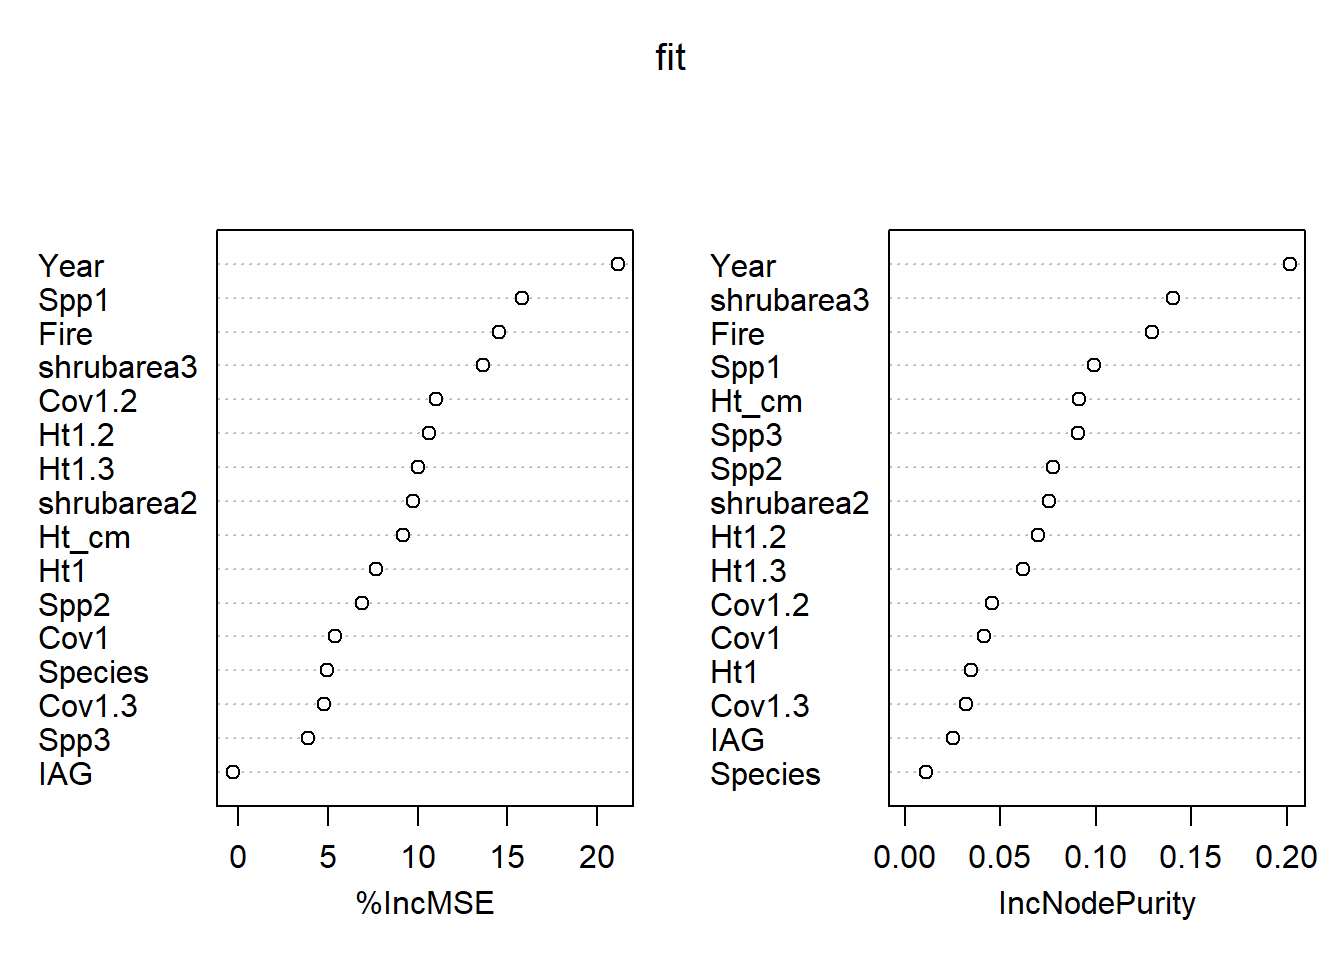 fit
Year
Spp1
Fire
shrubarea3
Cov1.2
Ht1.2
Ht1.3
shrubarea2
Ht_cm
Ht1
Spp2
Cov1
Species
Cov1.3
Spp3
IAG
0 5 10 15 20
%IncMSE
Year
shrubarea3
Fire
Spp1
Ht_cm
Spp3
Spp2
shrubarea2
Ht1.2
Ht1.3
Cov1.2
Cov1
Ht1
Cov1.3
IAG
Species
0.00 0.05 0.10 0.15 0.20
IncNodePurity